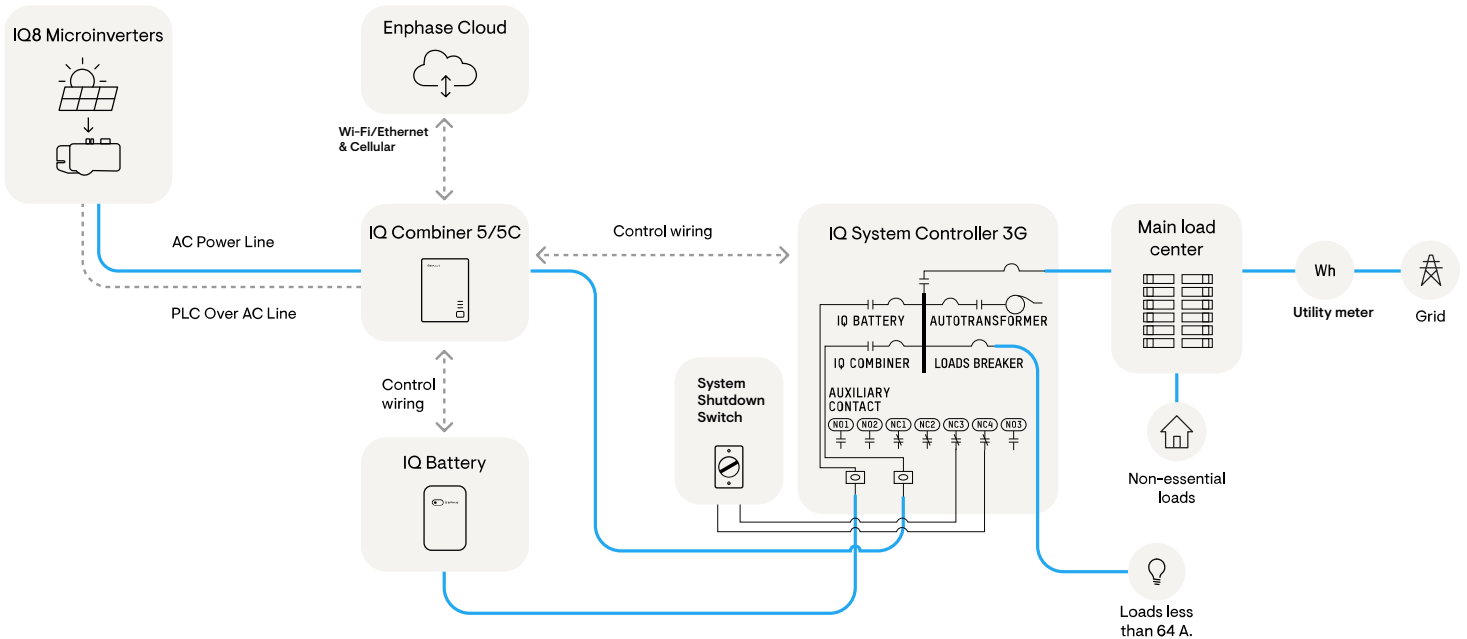 IQ8 Microinverters
Enphase Cloud
Wi-Fi/Ethernet
& Cellular
AC Power Line
PLC Over AC Line
IQ Combiner 5/5C
Control wiring
Control
wiring
IQ Battery
System
Shutdown
Switch
IQ System Controller 3G
IQ BATTERY
AUTOTRANSFORMER
IQ COMBINER
LOADS BREAKER
AUXILIARY
CONTACT
NO1 NO2 NC1 NC2 NC3 NC4 NO3
Main load
center
Wh
Utility meter
Grid
Non-essential
loads
Loads less
than 64 A.